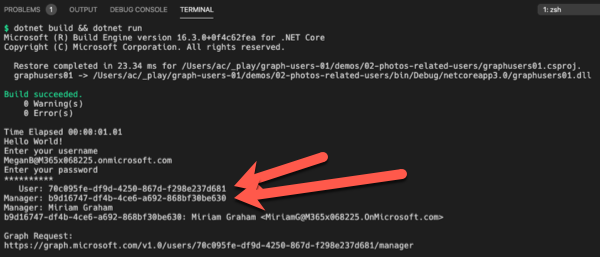 PROBLEMS 1 OUTPUT DEBUG CONSOLE TERMINAL 1: zsh
$ dotnet build && dotnet run
Microsoft (R) Build Engine version 16.3.0+0f4c62fea for .NET Core
Copyright (C) Microsoft Corporation. All rights reserved.
Restore completed in 23.34 ms for /Users/ac/_play/graph-users-01/demos/02-photos-related-users/graphusers01.csproj.
graphusers01 -> /Users/ac/_play/graph-users-01/demos/02-photos-related-users/bin/Debug/netcoreapp3.0/graphusers01.dll
Build succeeded.
0 Warning(s)
0 Error(s)
Time Elapsed 00:00:01.01
Hello World!
Enter your username
MeganB@M365x068225.onmicrosoft.com
Enter your password
**********
User: 70c095fe-df9d-4250-867d-f298e237d681
Manager: b9d16747-df4b-4ce6-a692-868bf30be630
Manager: Miriam Graham
b9d16747-df4b-4ce6-a692-868bf30be630: Miriam Graham <MiriamG@M365x068225.OnMicrosoft.com>
Graph Request:
https://graph.microsoft.com/v1.0/users/70c095fe-df9d-4250-867d-f298e237d681/manager